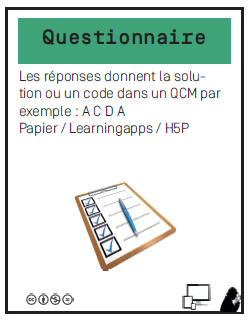 Questionnaire
Les réponses donnent la solu-
tion ou un code dans un QCM par
exemple : A C D A
Papier / Learningapps / H5P